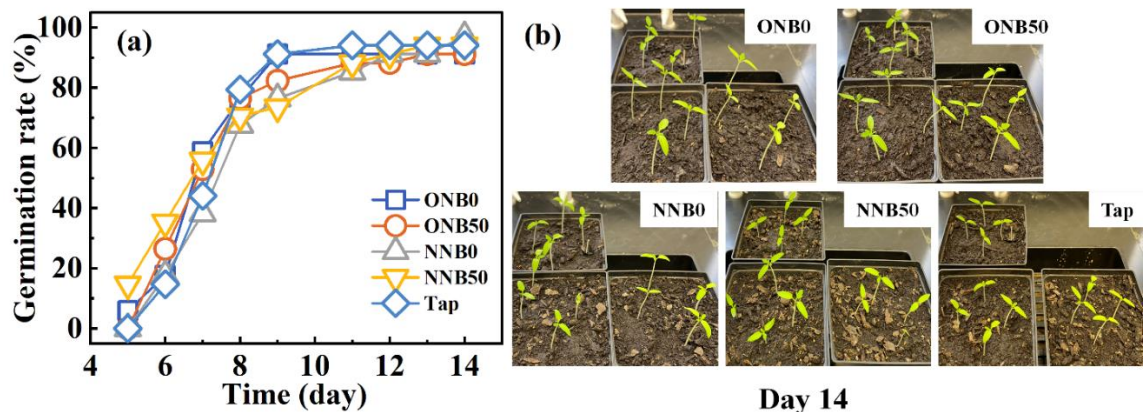 (a)
Germination rate (%)
100
80
60
40
20
0
ONB0
ONB50
NNB0
NNB50
Tap
4
6
8
10
12
14
Time (day)
(b)
ONB0
ONB50
NNB0
NNB50
Tap
Day 14